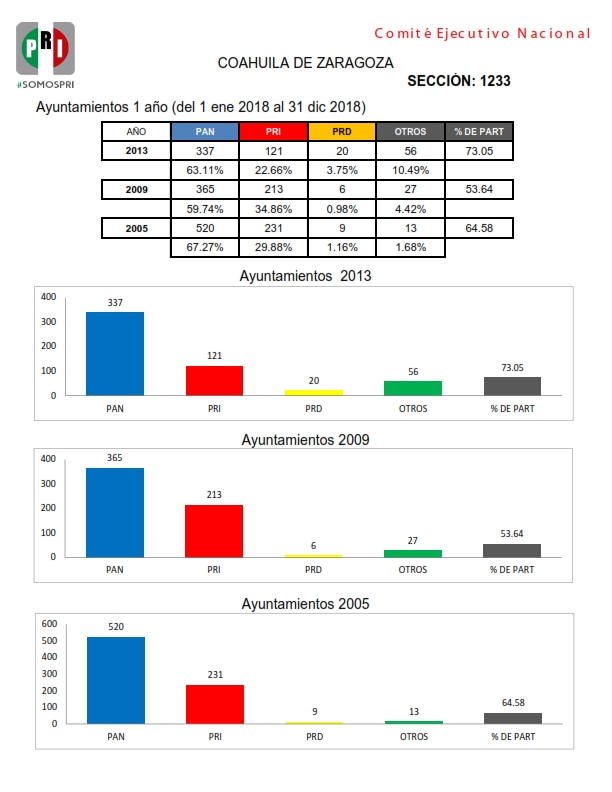 Comité Ejecutivo Nacional
PRI
#SOMOSPRI
COAHUILA DE ZARAGOZA
SECCIÓN: 1233
Ayuntamientos 1 año (del 1 ene 2018 al 31 dic 2018)
AÑO PAN PRI PRD OTROS % DE PART
2013 337 121 20 56 73.05
63.11% 22.66% 3.75% 10.49%
2009 365 213 6 27 53.64
59.74% 34.86% 0.98% 4.42%
2005 520 231 9 13 64.58
67.27% 29.88% 1.16% 1.68%
Ayuntamientos 2013
400
300
200
100
0
337
121
20
56
73.05
PAN PRI PRD OTROS % DE PART
Ayuntamientos 2009
400
300
200
100
0
365
213
6
27
53.64
PAN PRI PRD OTROS % DE PART
Ayuntamientos 2005
600
500
400
300
200
100
0
520
231
9
13
64.58
PAN PRI PRD OTROS % DE PART